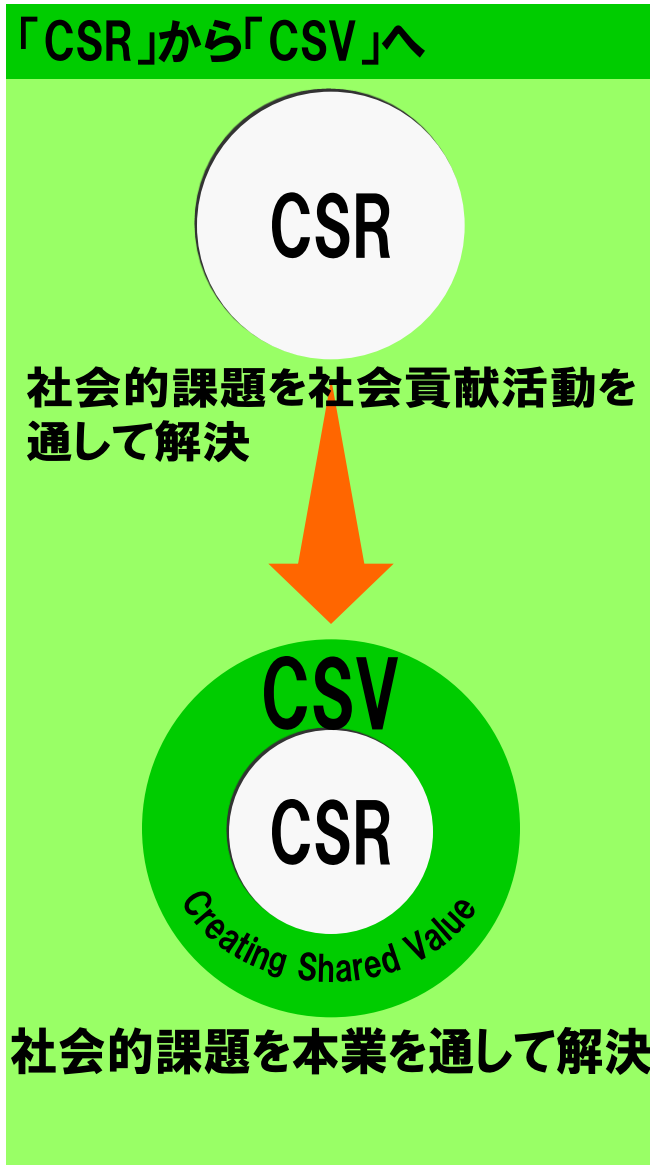 「CSR」から「CSV」へ
CSR
社会的課題を社会貢献活動を
通して解決
CSV
CSR
Creating Shared Value
社会的課題を本業を通して解決